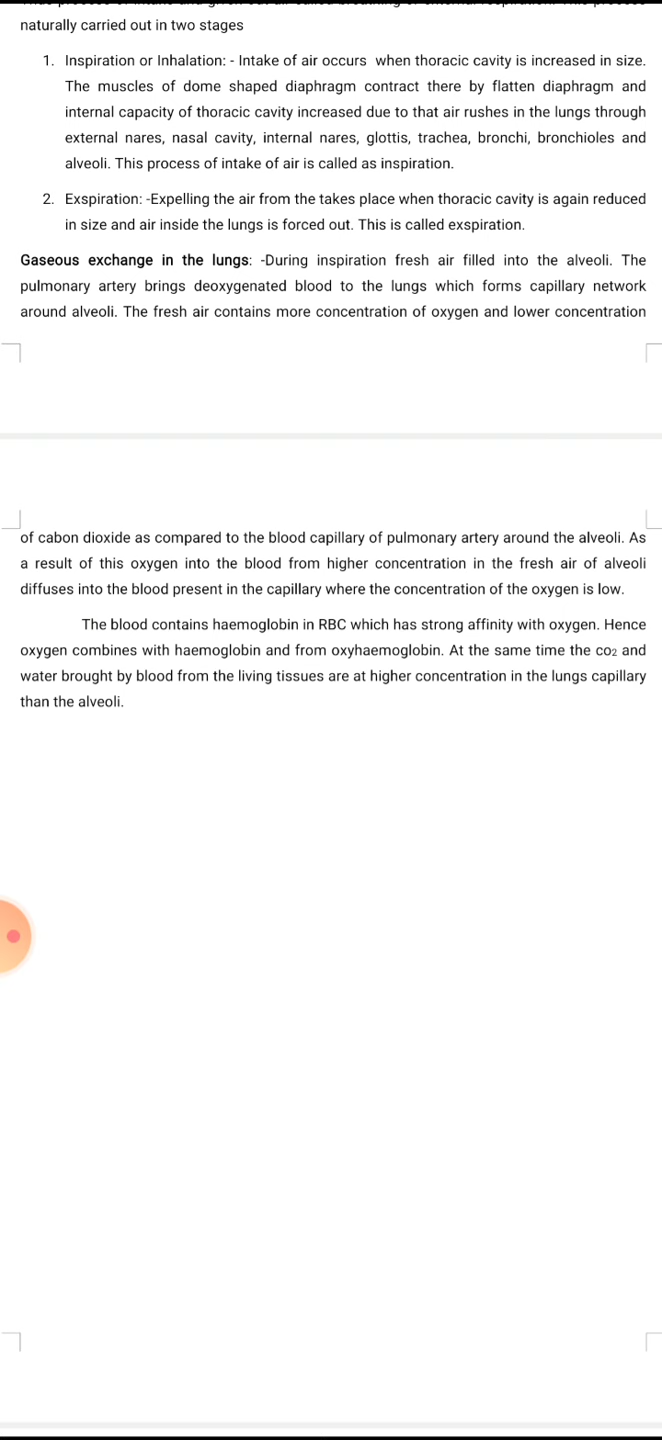 naturally carried out in two stages
1. Inspiration or Inhalation: - Intake of air occurs when thoracic cavity is increased in size.
The muscles of dome shaped diaphragm contract there by flatten diaphragm and
internal capacity of thoracic cavity increased due to that air rushes in the lungs through
external nares, nasal cavity, internal nares, glottis, trachea, bronchi, bronchioles and
alveoli. This process of intake of air is called as inspiration.
2. Exspiration: -Expelling the air from the takes place when thoracic cavity is again reduced
in size and air inside the lungs is forced out. This is called exspiration.
Gaseous exchange in the lungs: -During inspiration fresh air filled into the alveoli. The
pulmonary artery brings deoxygenated blood to the lungs which forms capillary network
around alveoli. The fresh air contains more concentration of oxygen and lower concentration
of cabon dioxide as compared to the blood capillary of pulmonary artery around the alveoli. As
a result of this oxygen into the blood from higher concentration in the fresh air of alveoli
diffuses into the blood present in the capillary where the concentration of the oxygen is low.
The blood contains haemoglobin in RBC which has strong affinity with oxygen. Hence
oxygen combines with haemoglobin and from oxyhaemoglobin. At the same time the co₂ and
water brought by blood from the living tissues are at higher concentration in the lungs capillary
than the alveoli.